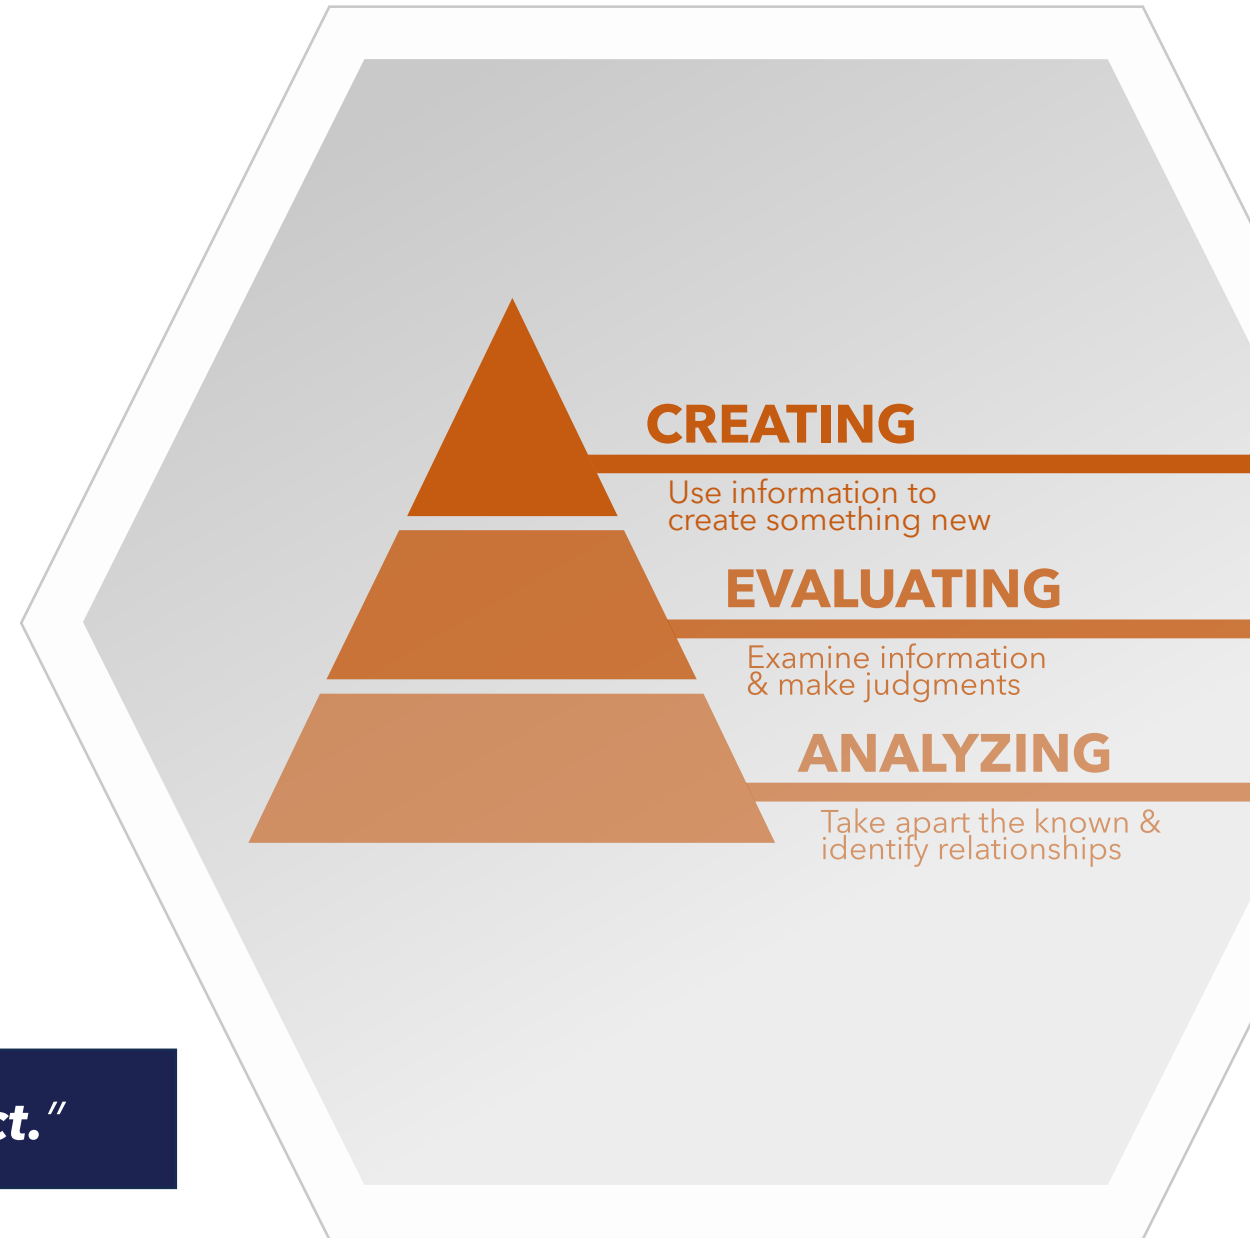 CREATING
Use information to
create something new
EVALUATING
Examine information
& make judgments
ANALYZING
Take apart the known &
identify relationships